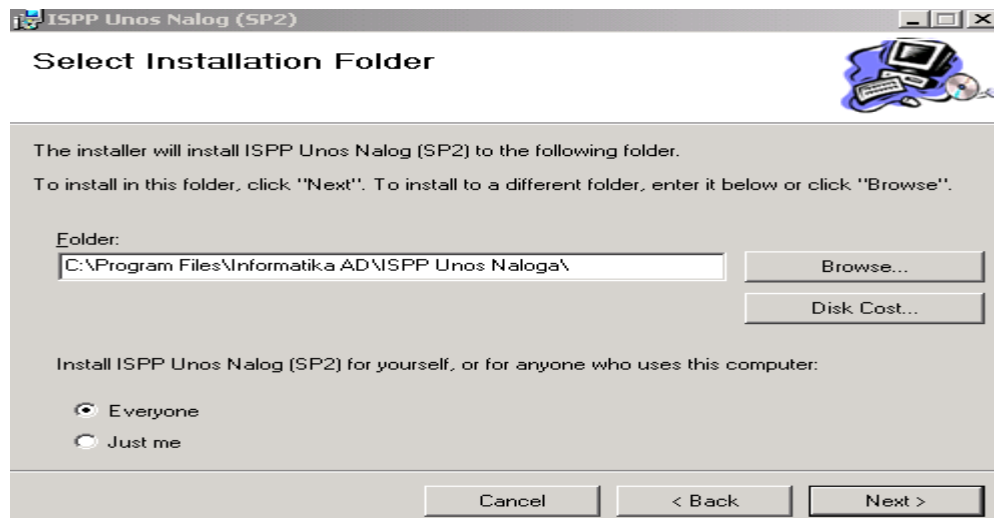 ISPP Unos Nalog (SP2)
Select Installation Folder
The installer will install ISPP Unos Nalog (SP2) to the following folder.
To install in this folder, click "Next". To install to a different folder, enter it below or click "Browse".
Folder:
C:\Program Files\Informatika AD\ISPP Unos Naloga\
Browse...
Disk Cost...
Install ISPP Unos Nalog (SP2) for yourself, or for anyone who uses this computer:
Everyone
Just me
Cancel
< Back
Next >